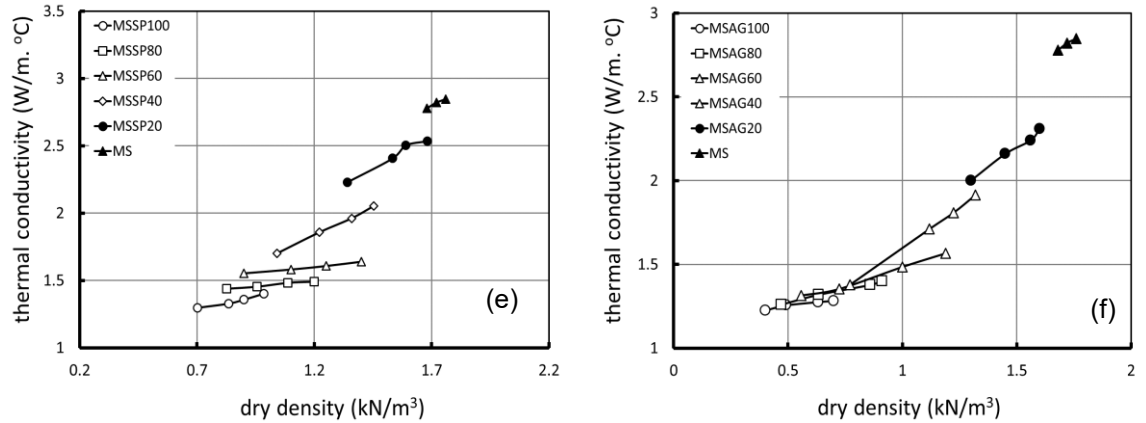 thermal conductivity (W/m. °C)
3.5
3
2.5
2
1.5
1
MSSP100
MSSP80
MSSP60
MSSP40
MSSP20
MS
(e)
0.2
0.7
1.2
1.7
2.2
dry density (kN/m³)
thermal conductivity (W/m. °C)
3
2.5
2
1.5
1
MSAG100
MSAG80
MSAG60
MSAG40
MSAG20
MS
(f)
0
0.5
1
1.5
2
dry density (kN/m³)